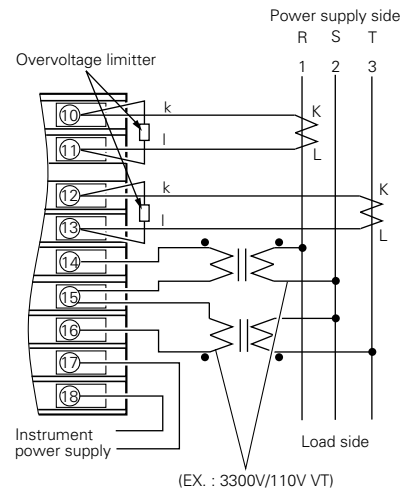 Power supply side
R S T
1 2 3
Overvoltage limitter
10 k K
11 l L
12 k K
13 l L
14
15
16
17
18
Instrument
power supply
Load side
(EX. : 3300V/110V VT)